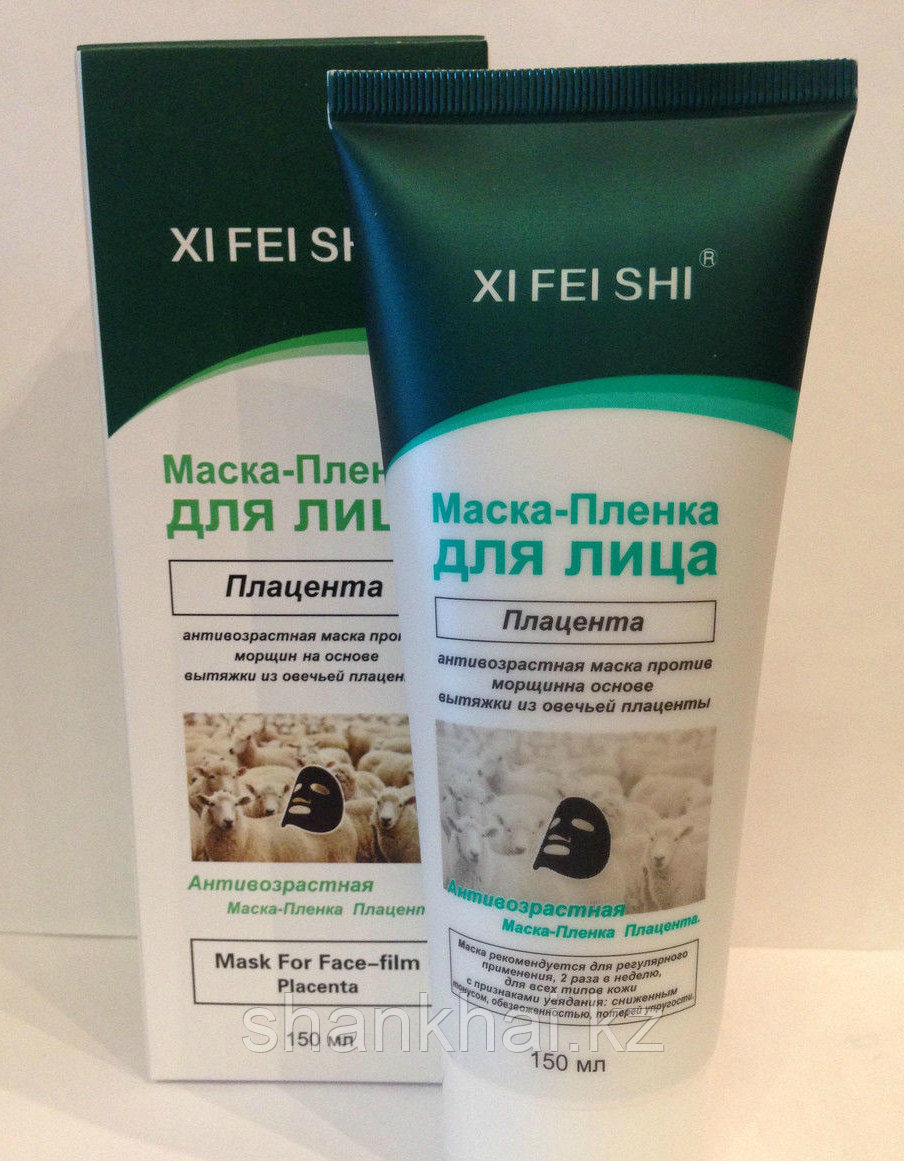 XI FEI SH
Маска-Плен
для лиц
Плацента
антивозрастная маска проти
морщин на основе
вытяжки из овечьей плацен
Антивозрастная
Маска-Пленка Плацент
Mask For Face-film
Placenta
150 мл
XI FEI SHI ®
Маска-Пленка
для лица
Плацента
антивозрастная маска против
морщинна основе
вытяжки из овечьей плаценты
Антивозрастная
Маска-Пленка Плацента.
Маска рекомендуется для регулярного
применения, 2 раза в неделю,
для всех типов кожи
с признаками увядания: сниженным
тонусом, обезвоженностью, потерей упругости.
150 мл
shankhai.kz